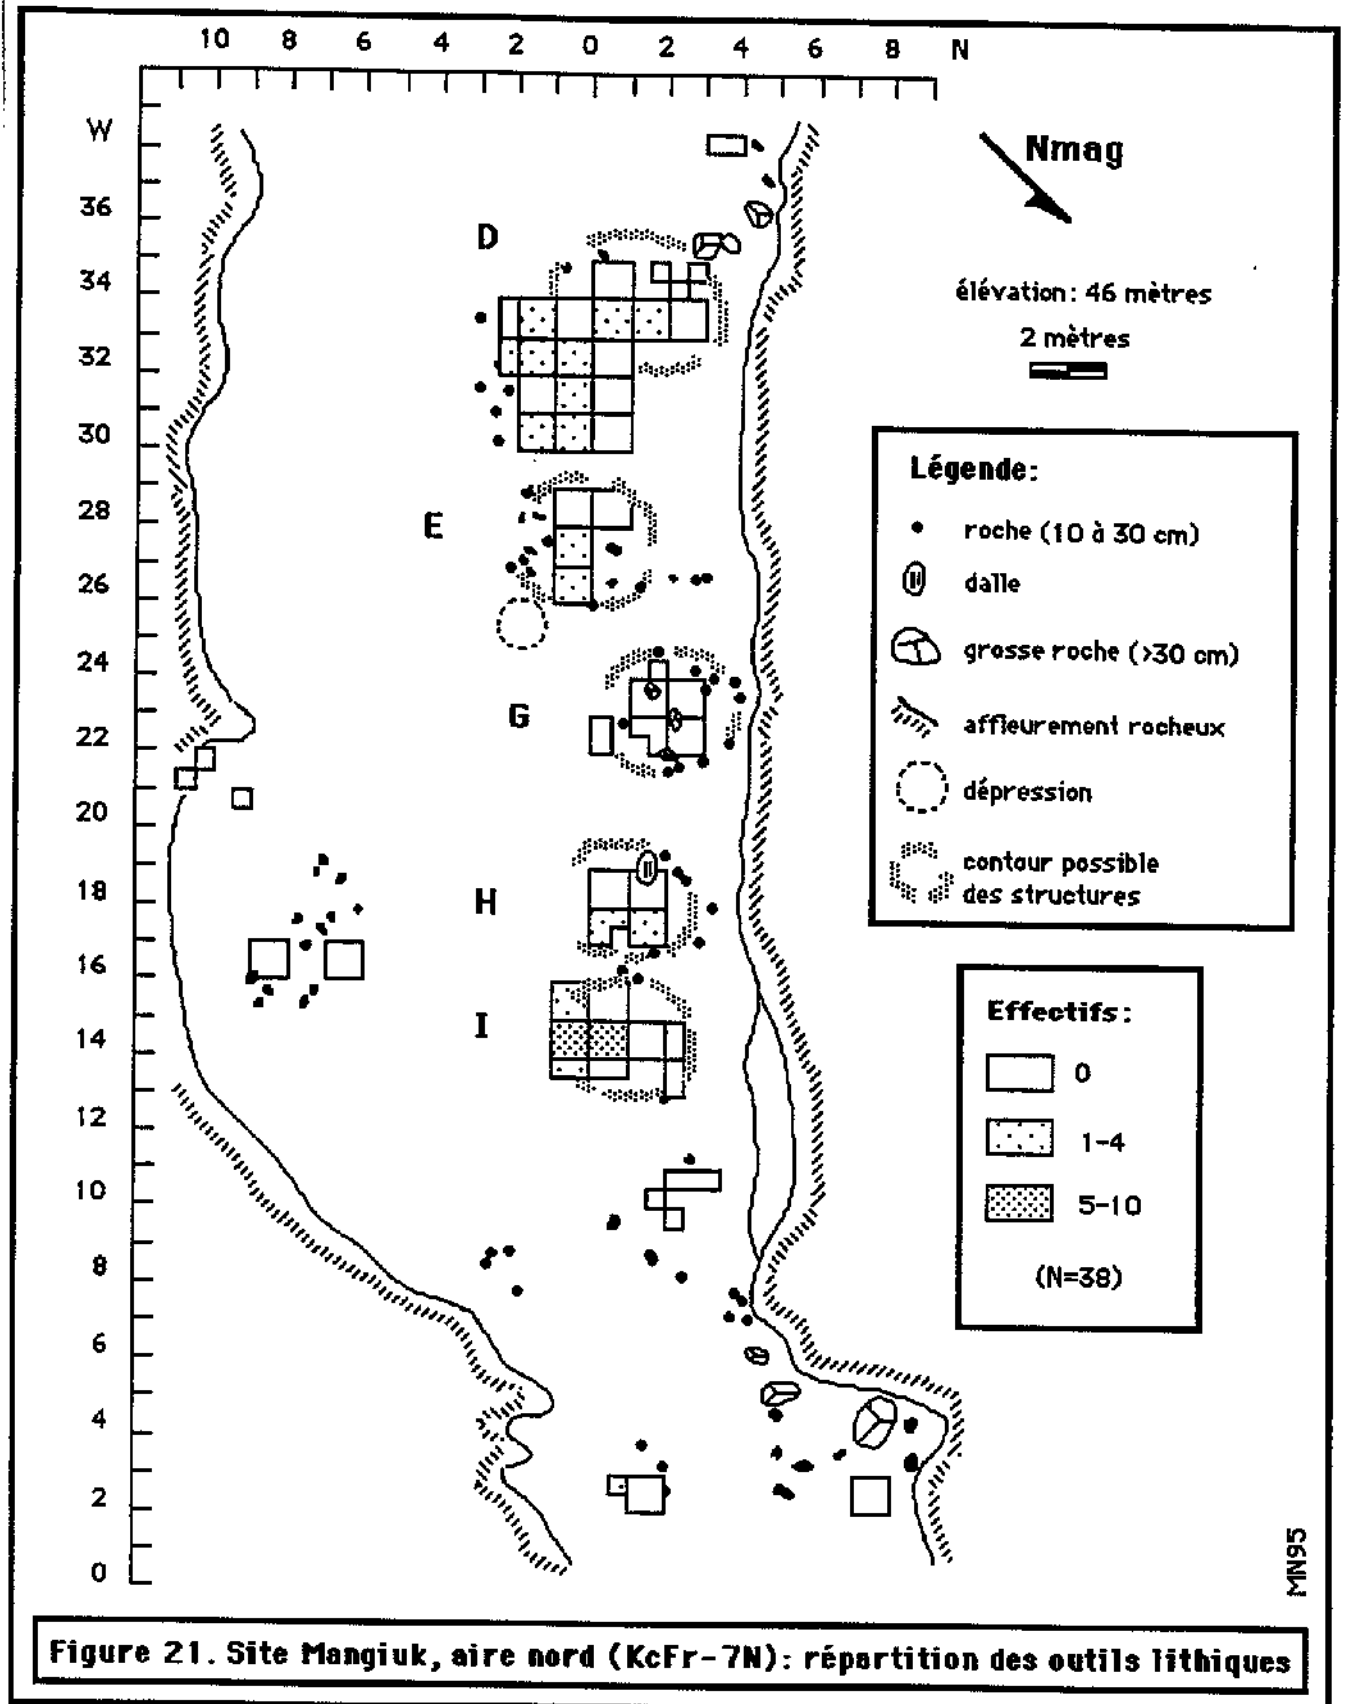 10 8 6 4 2 0 2 4 6 8 N
W
36
34
32
30
28
26
24
22
20
18
16
14
12
10
8
6
4
2
0
D
E
G
H
I
Nmag
élévation: 46 mètres
2 mètres
Légende:
roche (10 à 30 cm)
dalle
grosse roche (>30 cm)
affleurement rocheux
dépression
contour possible
des structures
Effectifs:
0
1-4
5-10
(N=38)
MN95
Figure 21. Site Mangiuk, aire nord (KcFr-7N): répartition des outils lithiques